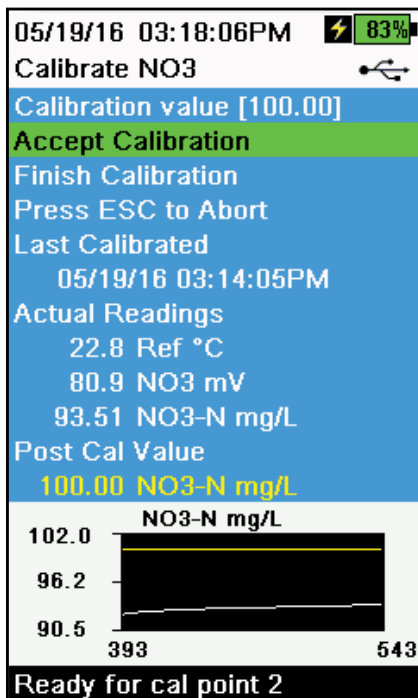 05/19/16 03:18:06PM 83%
Calibrate NO3
Calibration value [100.00]
Accept Calibration
Finish Calibration
Press ESC to Abort
Last Calibrated
05/19/16 03:14:05PM
Actual Readings
22.8 Ref °C
80.9 NO3 mV
93.51 NO3-N mg/L
Post Cal Value
100.00 NO3-N mg/L
NO3-N mg/L
102.0
96.2
90.5
393 543
Ready for cal point 2